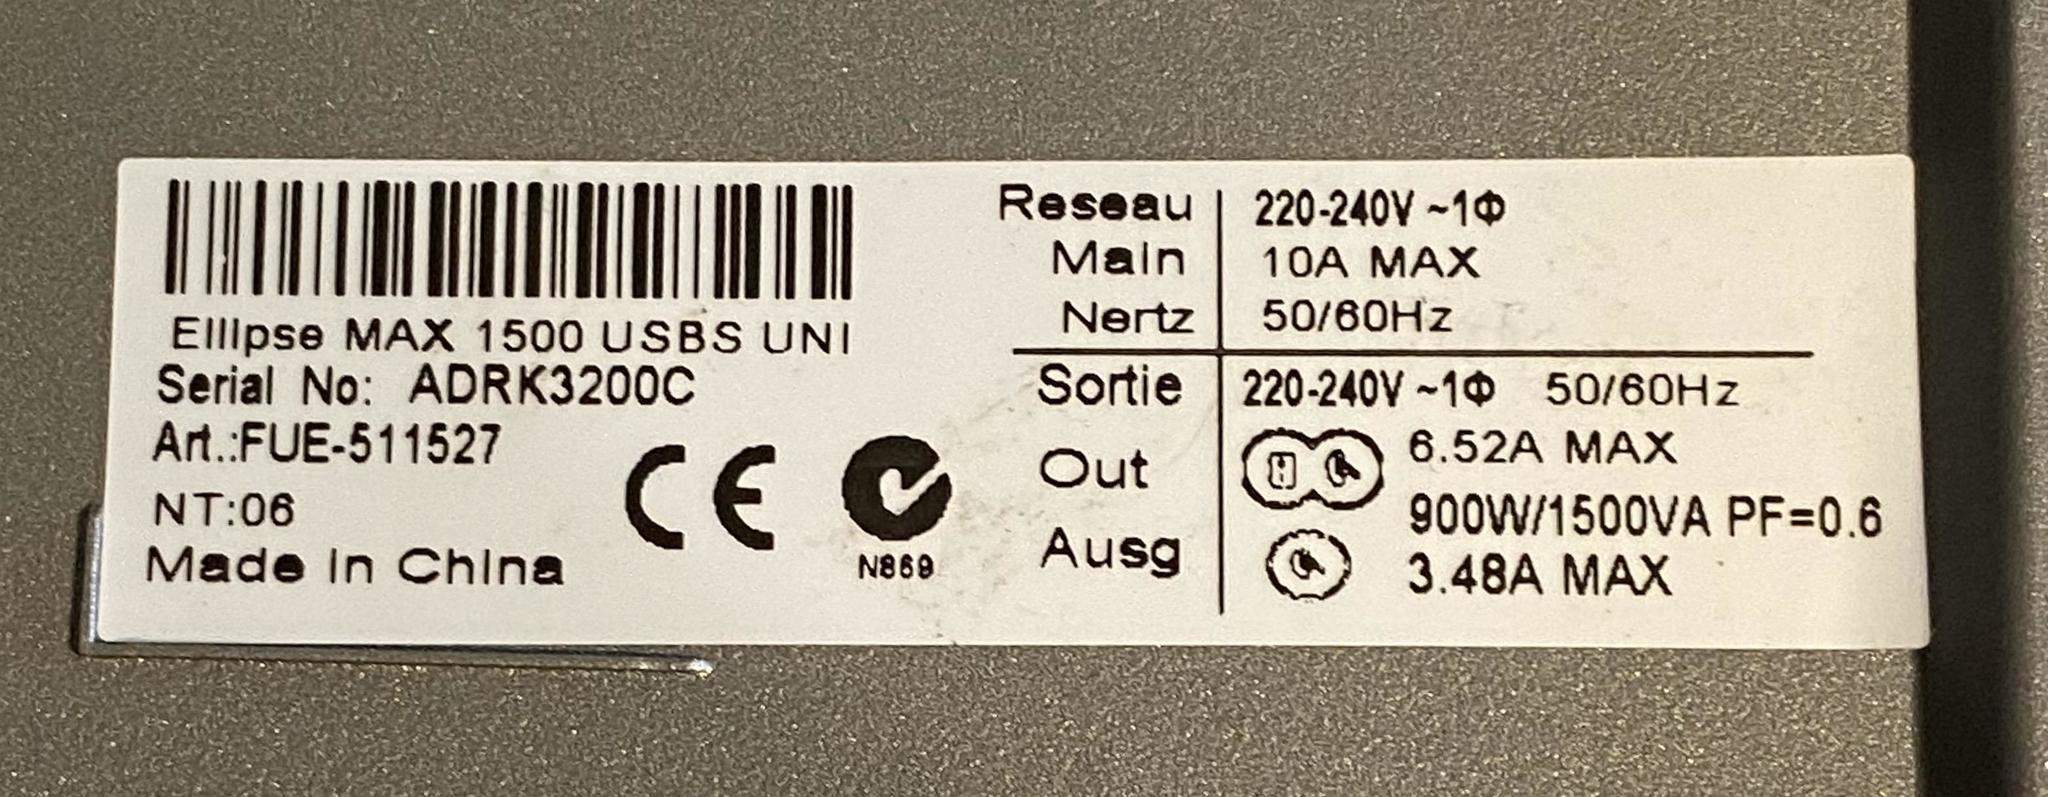 Ellipse MAX 1500 USBS UNI
Serial No: ADRK3200C
Art.:FUE-511527
NT:06
Made in China
CE
N869
Reseau 220-240V ~1Φ
Main 10A MAX
Nertz 50/60Hz
Sortie 220-240V ~1Φ 50/60Hz
Out 6.52A MAX
900W/1500VA PF=0.6
Ausg 3.48A MAX